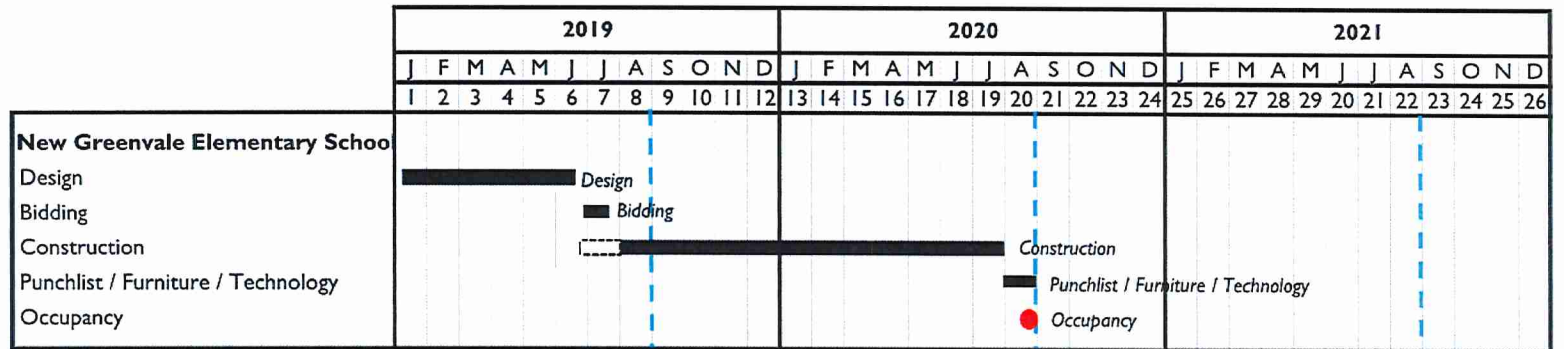 2019 2020 2021
J F M A M J J A S O N D J F M A M J J A S O N D J F M A M J J A S O N D
1 2 3 4 5 6 7 8 9 10 11 12 13 14 15 16 17 18 19 20 21 22 23 24 25 26 27 28 29 20 21 22 23 24 25 26
New Greenvale Elementary School
Design Design
Bidding Bidding
Construction Construction
Punchlist / Furniture / Technology Punchlist / Furniture / Technology
Occupancy Occupancy